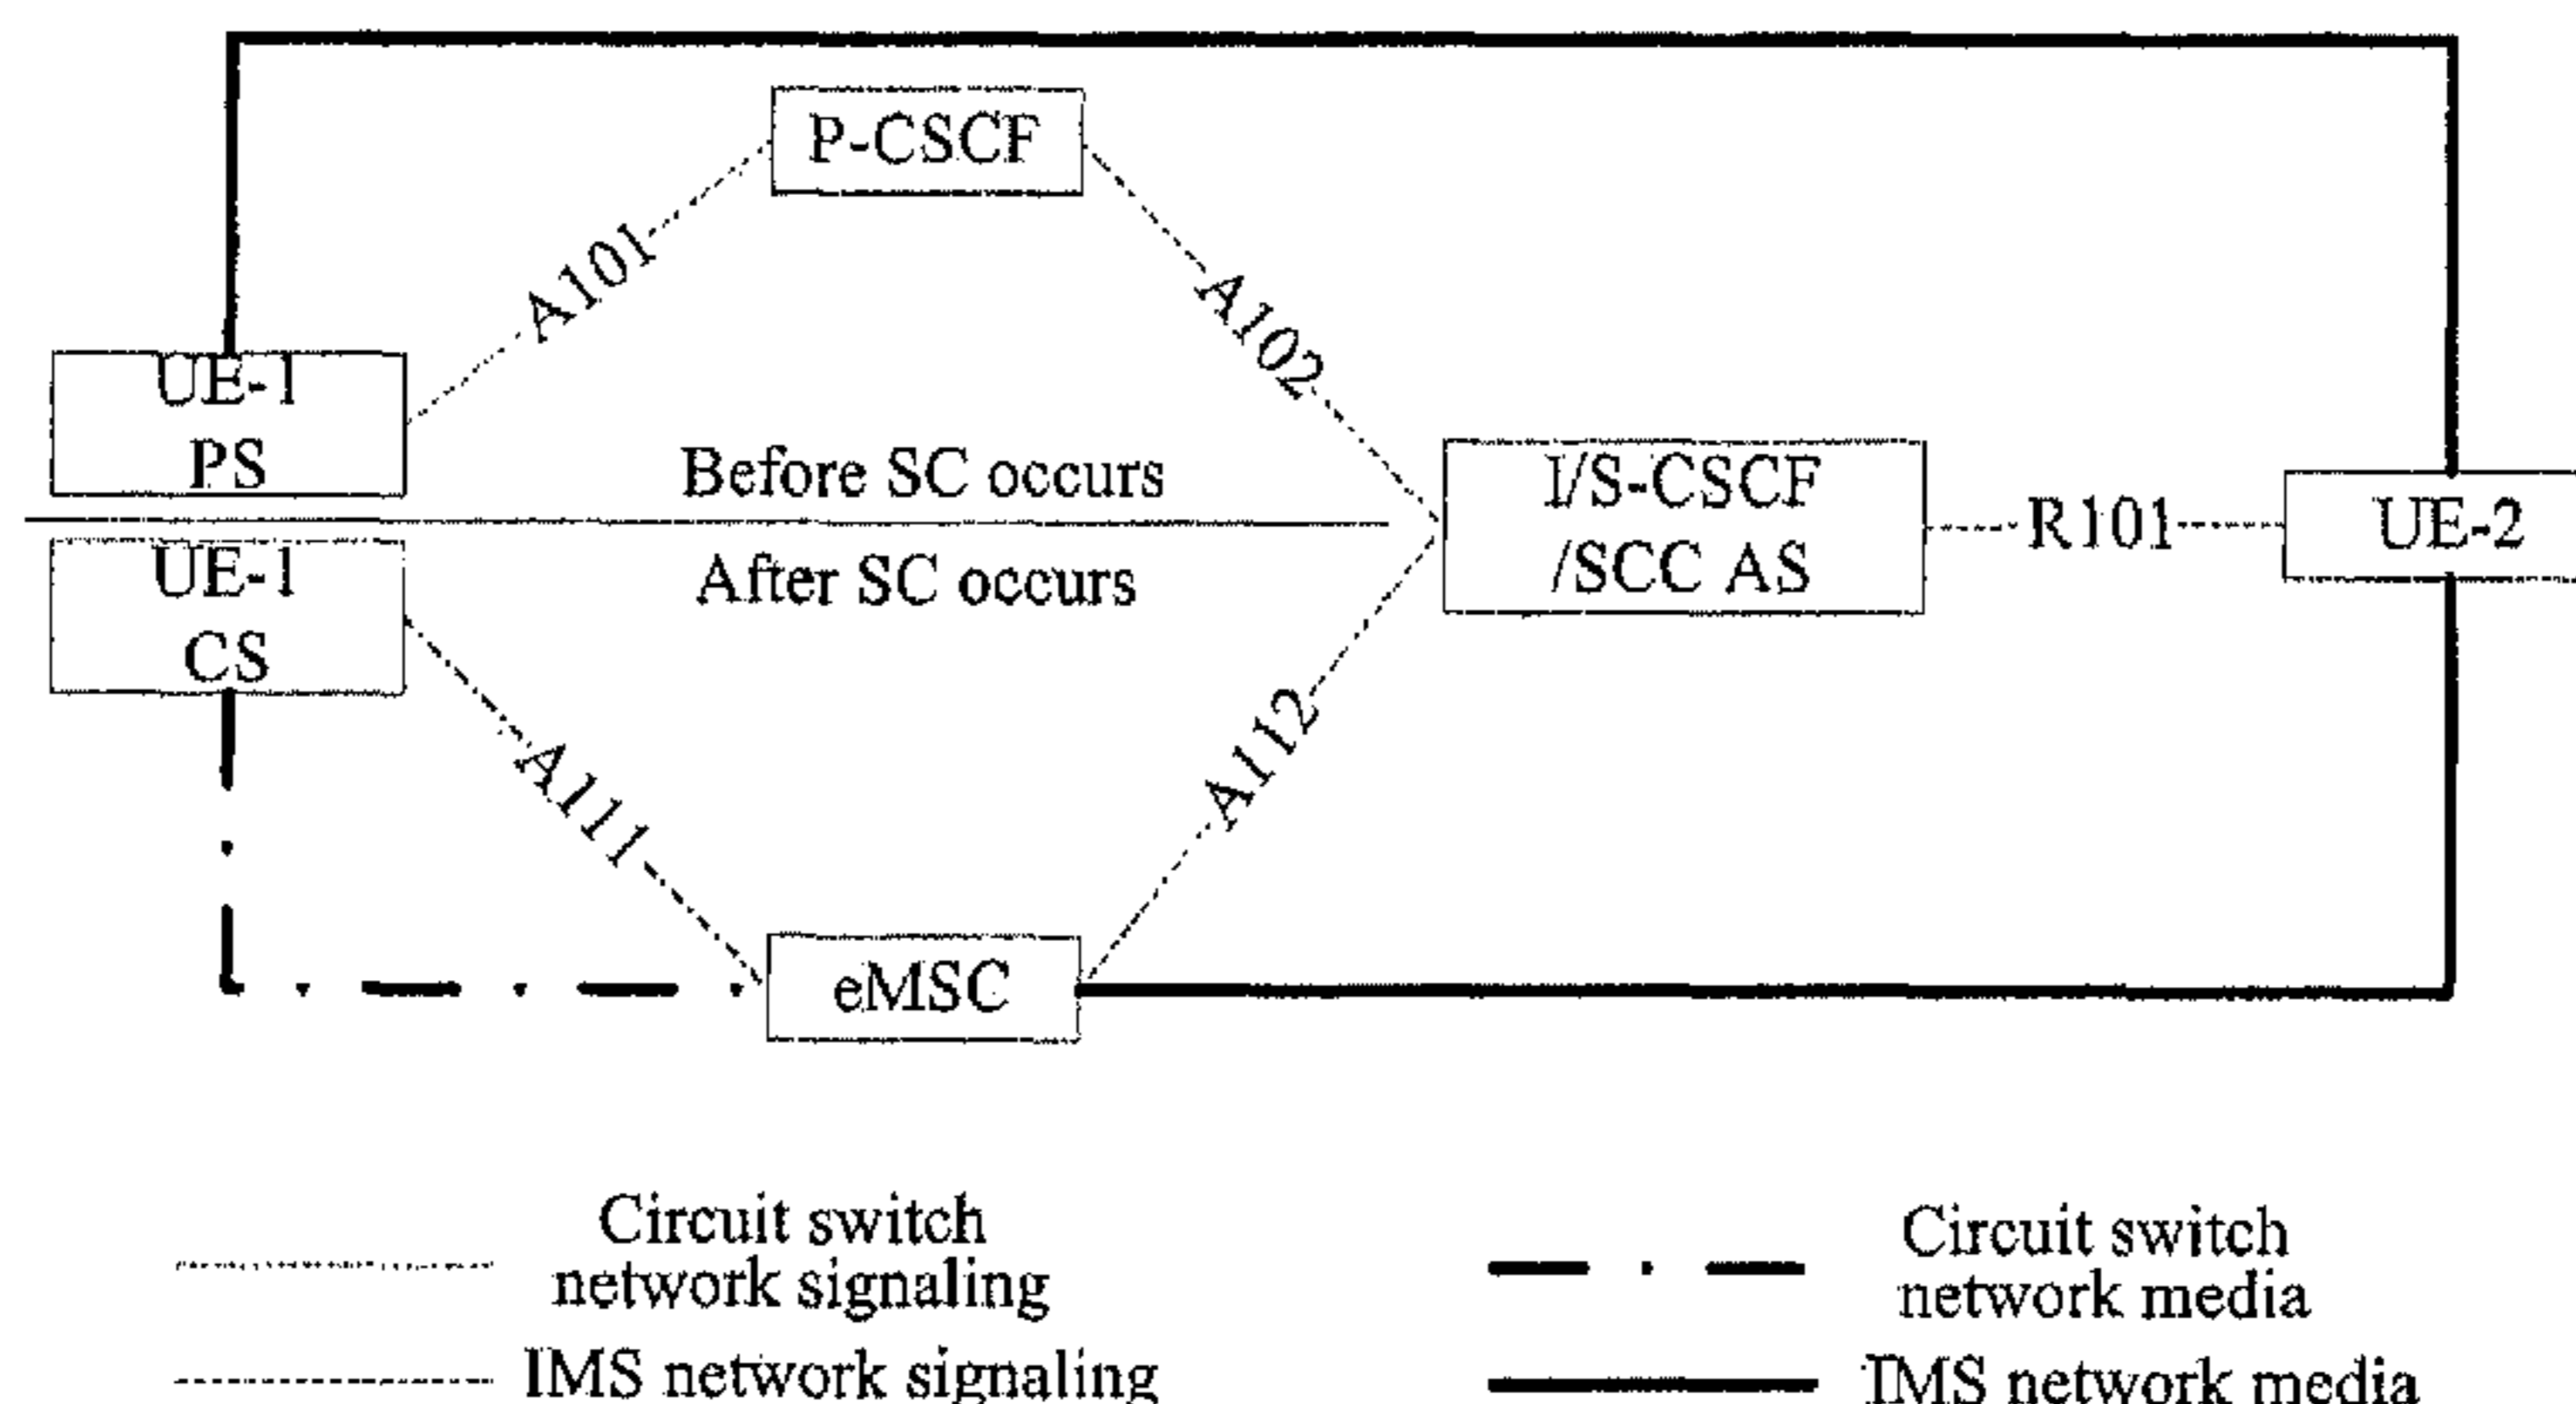 P-CSCF
A101
A102
UE-1
PS
Before SC occurs
I/S-CSCF
/SCC AS
R101
UE-2
UE-1
CS
After SC occurs
A111
A112
eMSC
Circuit switch
network signaling
Circuit switch
network media
IMS network signaling
IMS network media